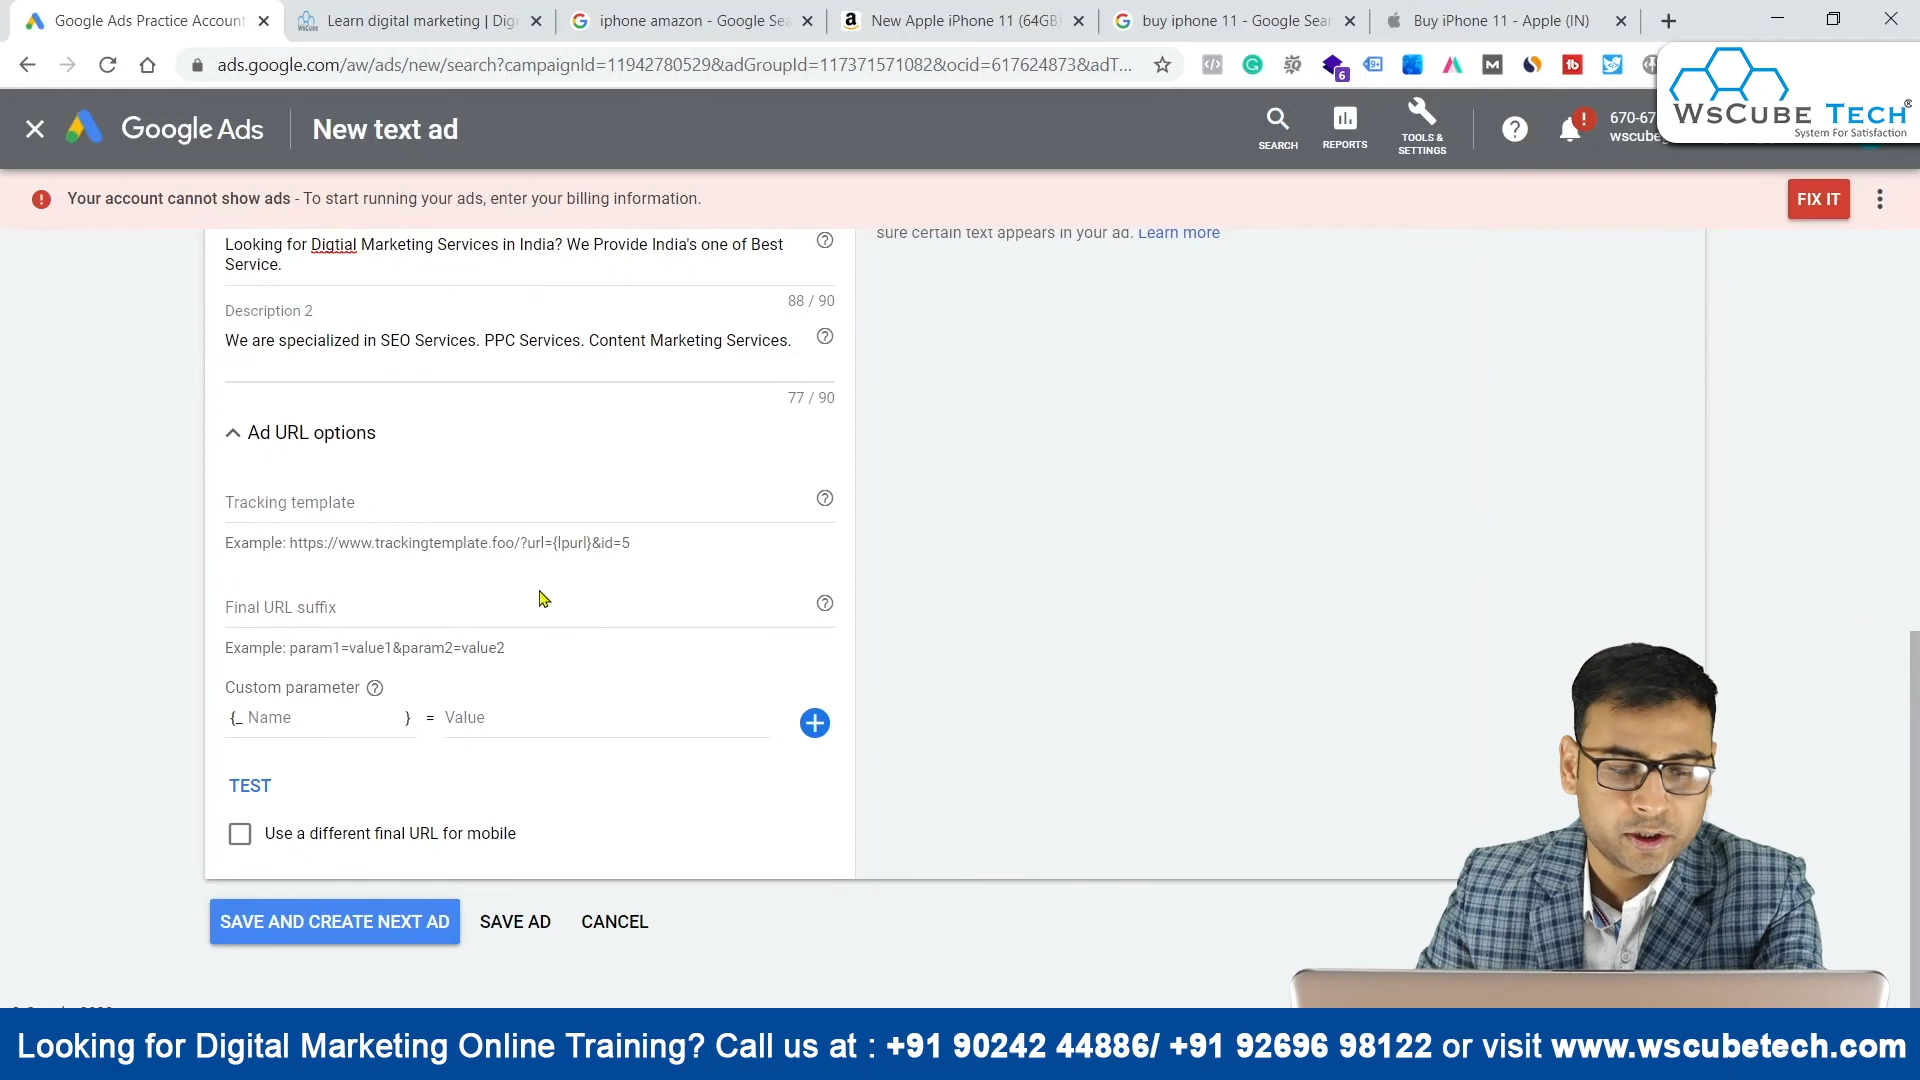 Google Ads Practice Account
Learn digital marketing | Dig
iphone amazon - Google Sea
New Apple iPhone 11 (64GB)
buy iphone 11 - Google Sear
Buy iPhone 11 - Apple (IN)
ads.google.com/aw/ads/new/search?campaignId=11942780529&adGroupId=117371571082&ocid=617624873&adT...
6
WsCube Tech®
System For Satisfaction
Google Ads
New text ad
SEARCH
REPORTS
TOOLS &
SETTINGS
670-67
wscube
Your account cannot show ads - To start running your ads, enter your billing information.
FIX IT
sure certain text appears in your ad. Learn more
Looking for Digtial Marketing Services in India? We Provide India's one of Best
Service.
88 / 90
Description 2
We are specialized in SEO Services. PPC Services. Content Marketing Services.
77 / 90
Ad URL options
Tracking template
Example: https://www.trackingtemplate.foo/?url={lpurl}&id=5
Final URL suffix
Example: param1=value1&param2=value2
Custom parameter
{_ Name } = Value
TEST
Use a different final URL for mobile
SAVE AND CREATE NEXT AD
SAVE AD
CANCEL
Looking for Digital Marketing Online Training? Call us at : +91 90242 44886/ +91 92696 98122 or visit www.wscubetech.com